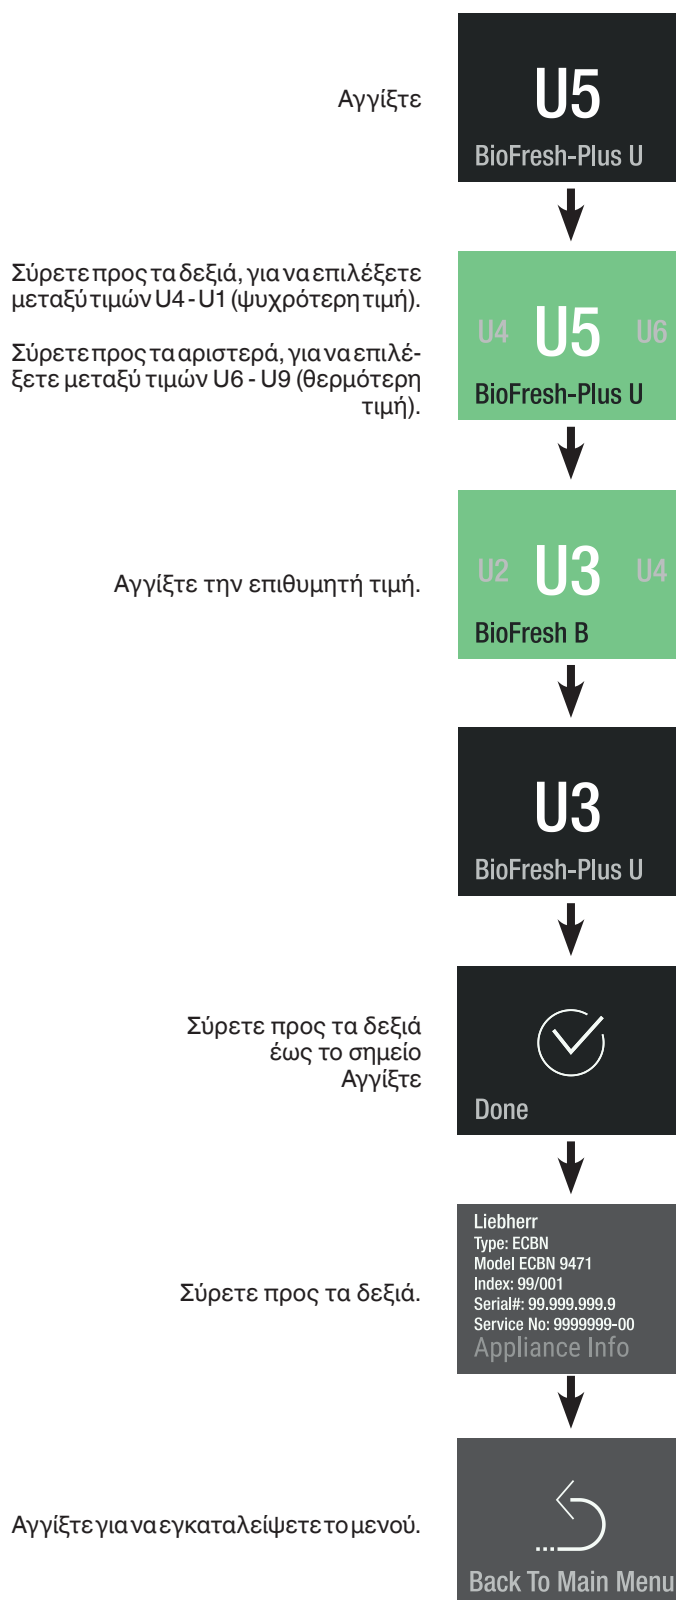 Αγγίξτε
U5
BioFresh-Plus U
Σύρετε προς τα δεξιά, για να επιλέξετε
μεταξύ τιμών U4 - U1 (ψυχρότερη τιμή).
Σύρετε προς τα αριστερά, για να επιλέ-
ξετε μεταξύ τιμών U6 - U9 (θερμότερη
τιμή).
U4 U5 U6
BioFresh-Plus U
Αγγίξτε την επιθυμητή τιμή.
U2 U3 U4
BioFresh B
U3
BioFresh-Plus U
Σύρετε προς τα δεξιά
έως το σημείο
Αγγίξτε
Done
Σύρετε προς τα δεξιά.
Liebherr
Type: ECBN
Model ECBN 9471
Index: 99/001
Serial#: 99.999.999.9
Service No: 9999999-00
Appliance Info
Αγγίξτε για να εγκαταλείψετε το μενού.
Back To Main Menu